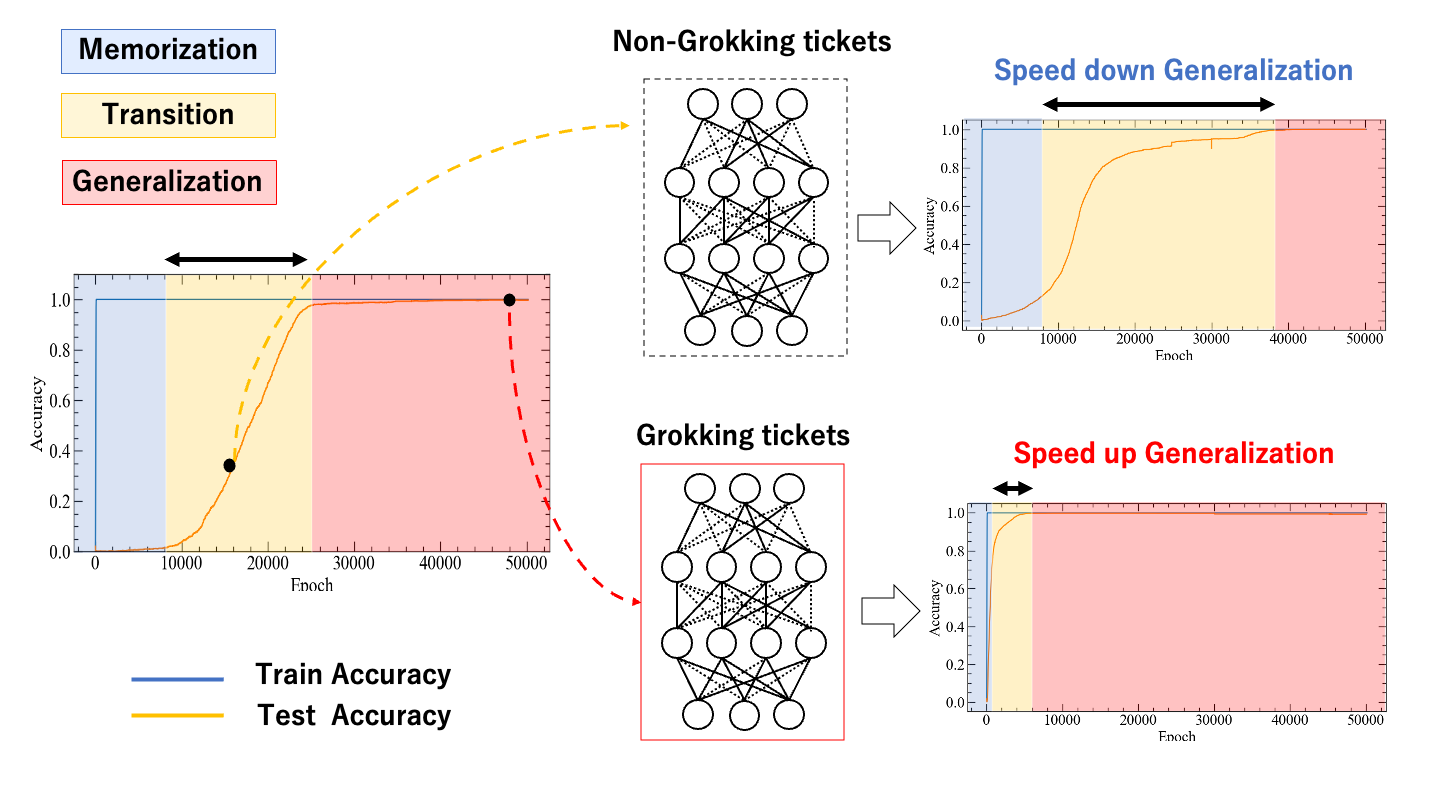 Memorization
Transition
Generalization
1.0
0.8
0.6
0.4
0.2
0.0
Accuracy
0 10000 20000 30000 40000 50000
Epoch
Train Accuracy
Test Accuracy
Non-Grokking tickets
Speed down Generalization
1.0
0.8
0.6
0.4
0.2
0.0
Accuracy
0 10000 20000 30000 40000 50000
Epoch
Grokking tickets
Speed up Generalization
1.0
0.8
0.6
0.4
0.2
0.0
Accuracy
0 10000 20000 30000 40000 50000
Epoch